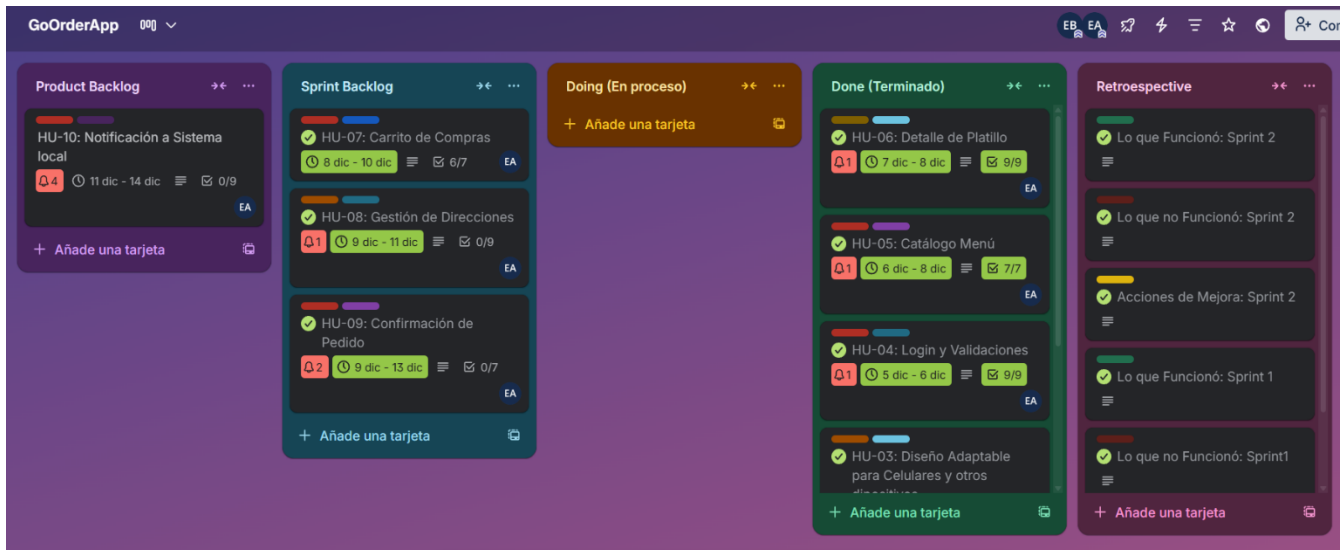 GoOrderApp
EB
EA
Con
Product Backlog
HU-10: Notificación a Sistema
local
4
11 dic - 14 dic
0/9
EA
+ Añade una tarjeta
Sprint Backlog
HU-07: Carrito de Compras
8 dic - 10 dic
6/7
EA
HU-08: Gestión de Direcciones
1
9 dic - 11 dic
0/9
EA
HU-09: Confirmación de
Pedido
2
9 dic - 13 dic
0/7
EA
+ Añade una tarjeta
Doing (En proceso)
+ Añade una tarjeta
Done (Terminado)
HU-06: Detalle de Platillo
1
7 dic - 8 dic
9/9
EA
HU-05: Catálogo Menú
1
6 dic - 8 dic
7/7
EA
HU-04: Login y Validaciones
1
5 dic - 6 dic
9/9
EA
HU-03: Diseño Adaptable
para Celulares y otros
+ Añade una tarjeta
Retrospective
Lo que Funcionó: Sprint 2
Lo que no Funcionó: Sprint 2
Acciones de Mejora: Sprint 2
Lo que Funcionó: Sprint 1
Lo que no Funcionó: Sprint1
+ Añade una tarjeta